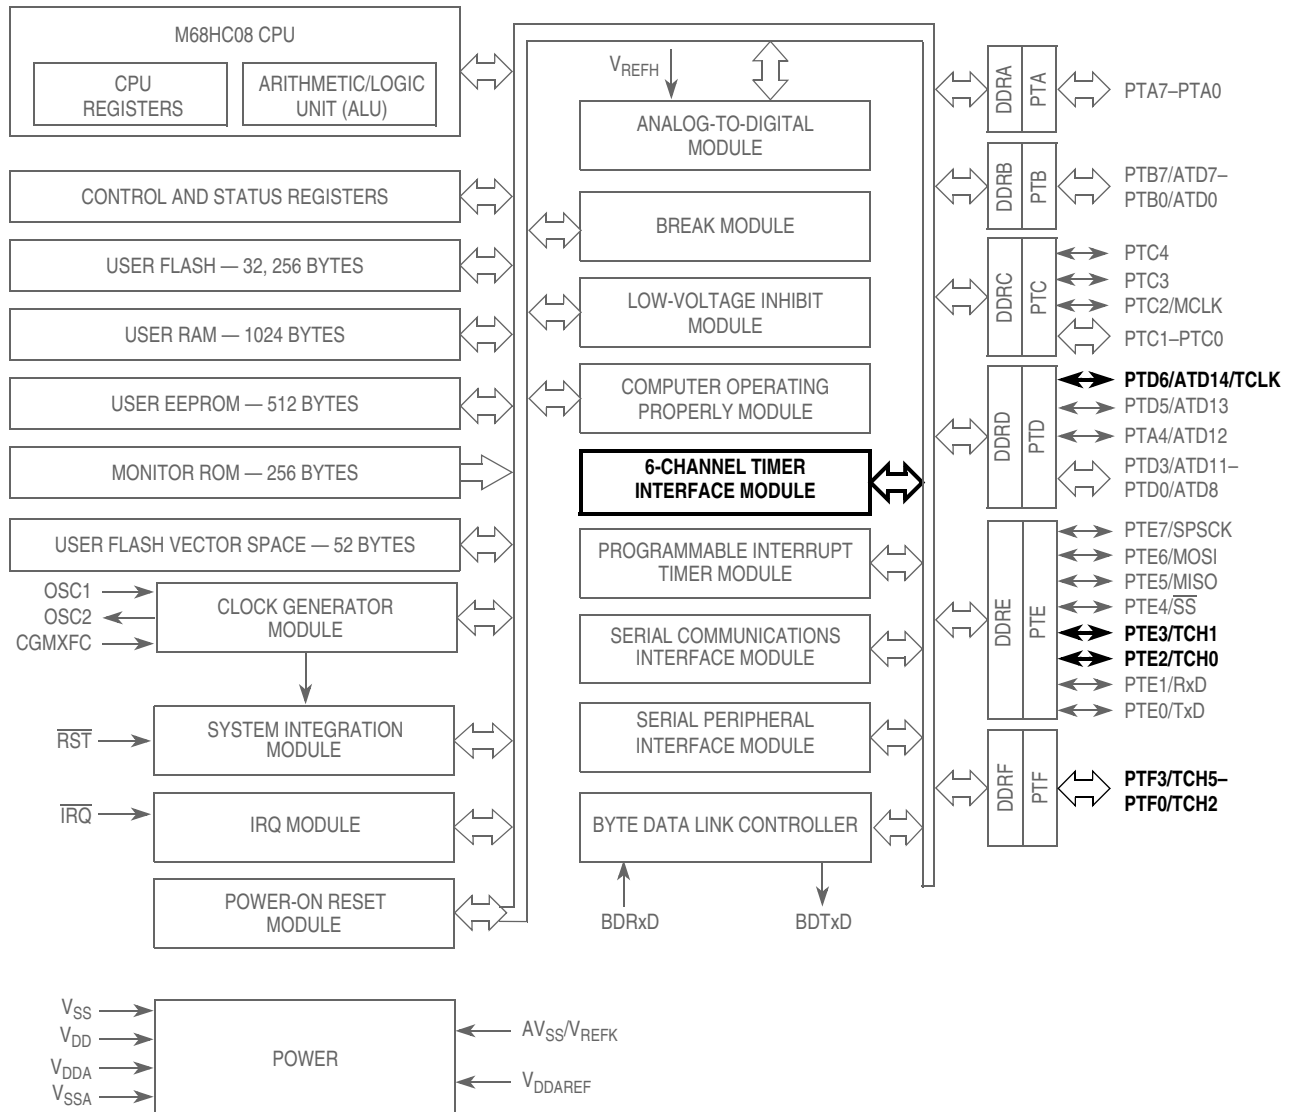 M68HC08 CPU
CPU
REGISTERS
ARITHMETIC/LOGIC
UNIT (ALU)
CONTROL AND STATUS REGISTERS
USER FLASH — 32, 256 BYTES
USER RAM — 1024 BYTES
USER EEPROM — 512 BYTES
MONITOR ROM — 256 BYTES
USER FLASH VECTOR SPACE — 52 BYTES
OSC1
OSC2
CGMXFC
CLOCK GENERATOR
MODULE
RST
SYSTEM INTEGRATION
MODULE
IRQ
IRQ MODULE
POWER-ON RESET
MODULE
VSS
VDD
VDDA
VSSA
POWER
AVSS/VREFK
VDDAREF
VREFH
ANALOG-TO-DIGITAL
MODULE
BREAK MODULE
LOW-VOLTAGE INHIBIT
MODULE
COMPUTER OPERATING
PROPERLY MODULE
6-CHANNEL TIMER
INTERFACE MODULE
PROGRAMMABLE INTERRUPT
TIMER MODULE
SERIAL COMMUNICATIONS
INTERFACE MODULE
SERIAL PERIPHERAL
INTERFACE MODULE
BYTE DATA LINK CONTROLLER
BDRxD
BDTxD
DDRA
PTA
PTA7–PTA0
DDRB
PTB
PTB7/ATD7–
PTB0/ATD0
DDRC
PTC
PTC4
PTC3
PTC2/MCLK
PTC1–PTC0
DDRD
PTD
PTD6/ATD14/TCLK
PTD5/ATD13
PTA4/ATD12
PTD3/ATD11–
PTD0/ATD8
DDRE
PTE
PTE7/SPSCK
PTE6/MOSI
PTE5/MISO
PTE4/SS
PTE3/TCH1
PTE2/TCH0
PTE1/RxD
PTE0/TxD
DDRF
PTF
PTF3/TCH5–
PTF0/TCH2